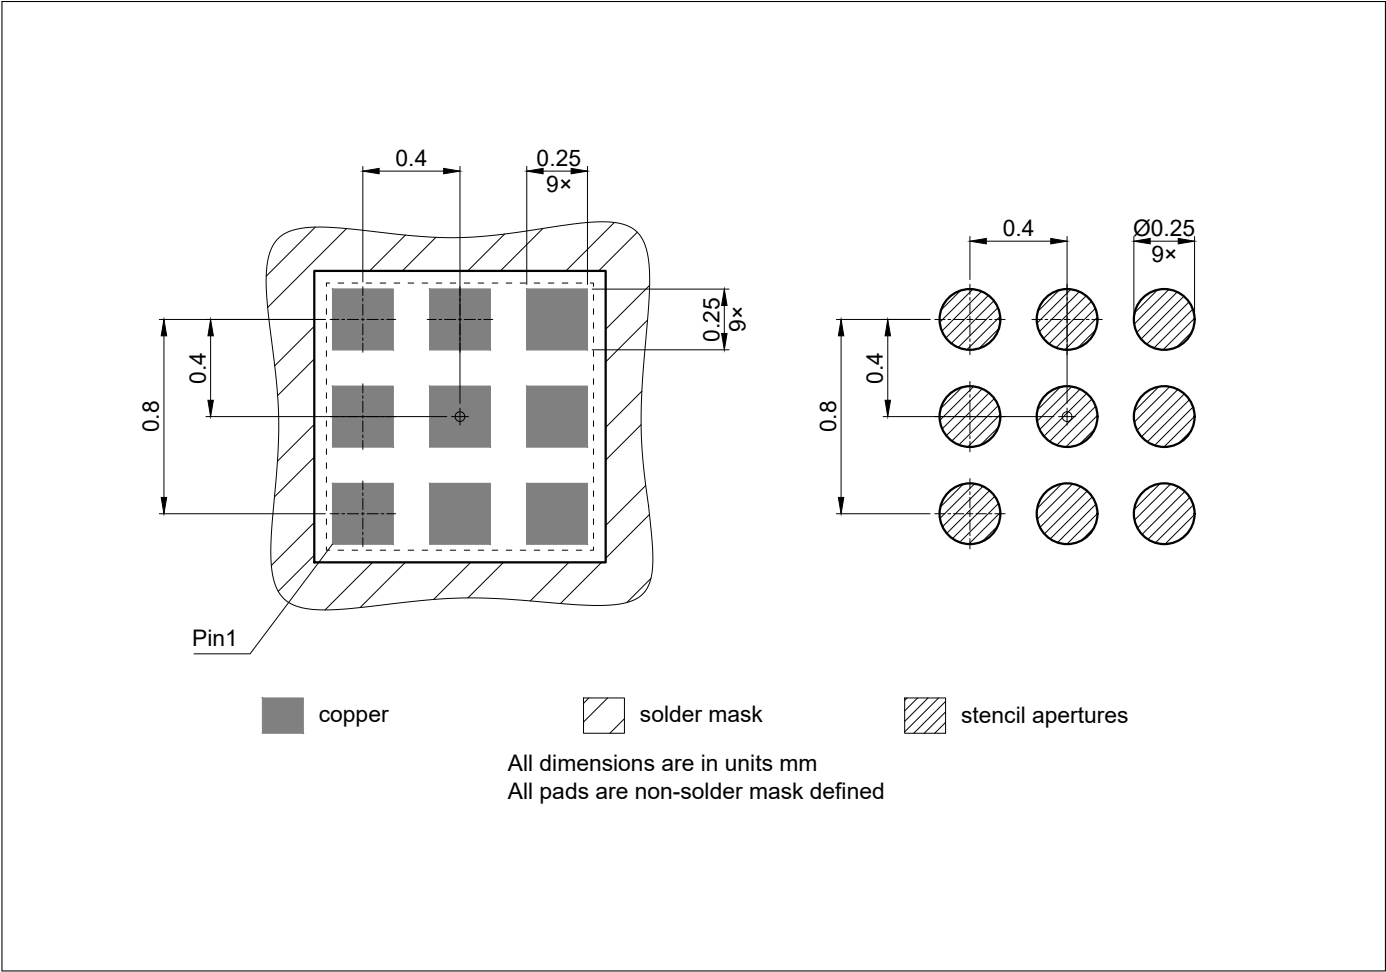 0.4
0.25
9×
0.25
9×
0.4
0.8
Pin1
0.4
Ø0.25
9×
0.4
0.8
copper
solder mask
stencil apertures
All dimensions are in units mm
All pads are non-solder mask defined